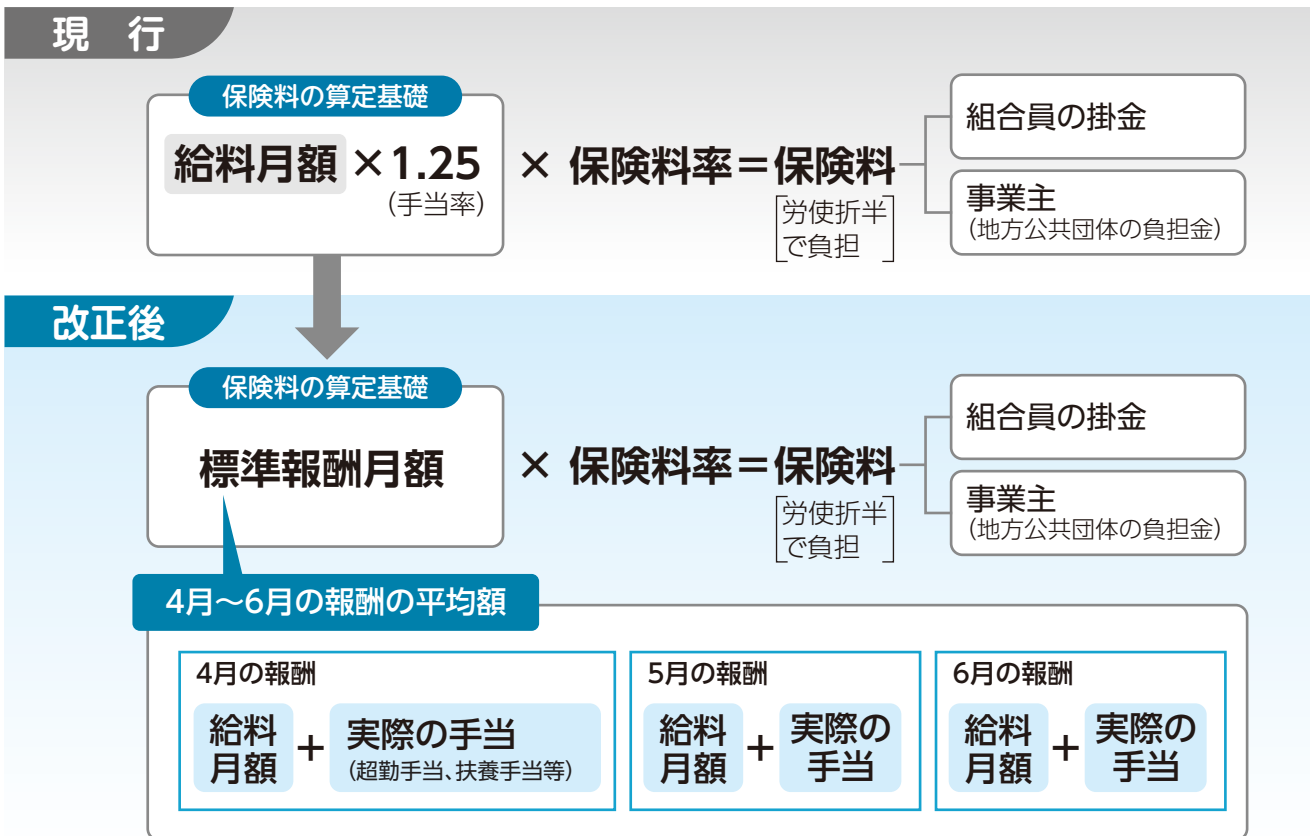 現 行
保険料の算定基礎
給料月額×1.25
(手当率)
× 保険料率=保険料
[労使折半
で負担]
組合員の掛金
事業主
(地方公共団体の負担金)
改正後
保険料の算定基礎
標準報酬月額
× 保険料率=保険料
[労使折半
で負担]
組合員の掛金
事業主
(地方公共団体の負担金)
4月〜6月の報酬の平均額
4月の報酬
給料
月額
+
実際の手当
(超勤手当、扶養手当等)
5月の報酬
給料
月額
+
実際の
手当
6月の報酬
給料
月額
+
実際の
手当